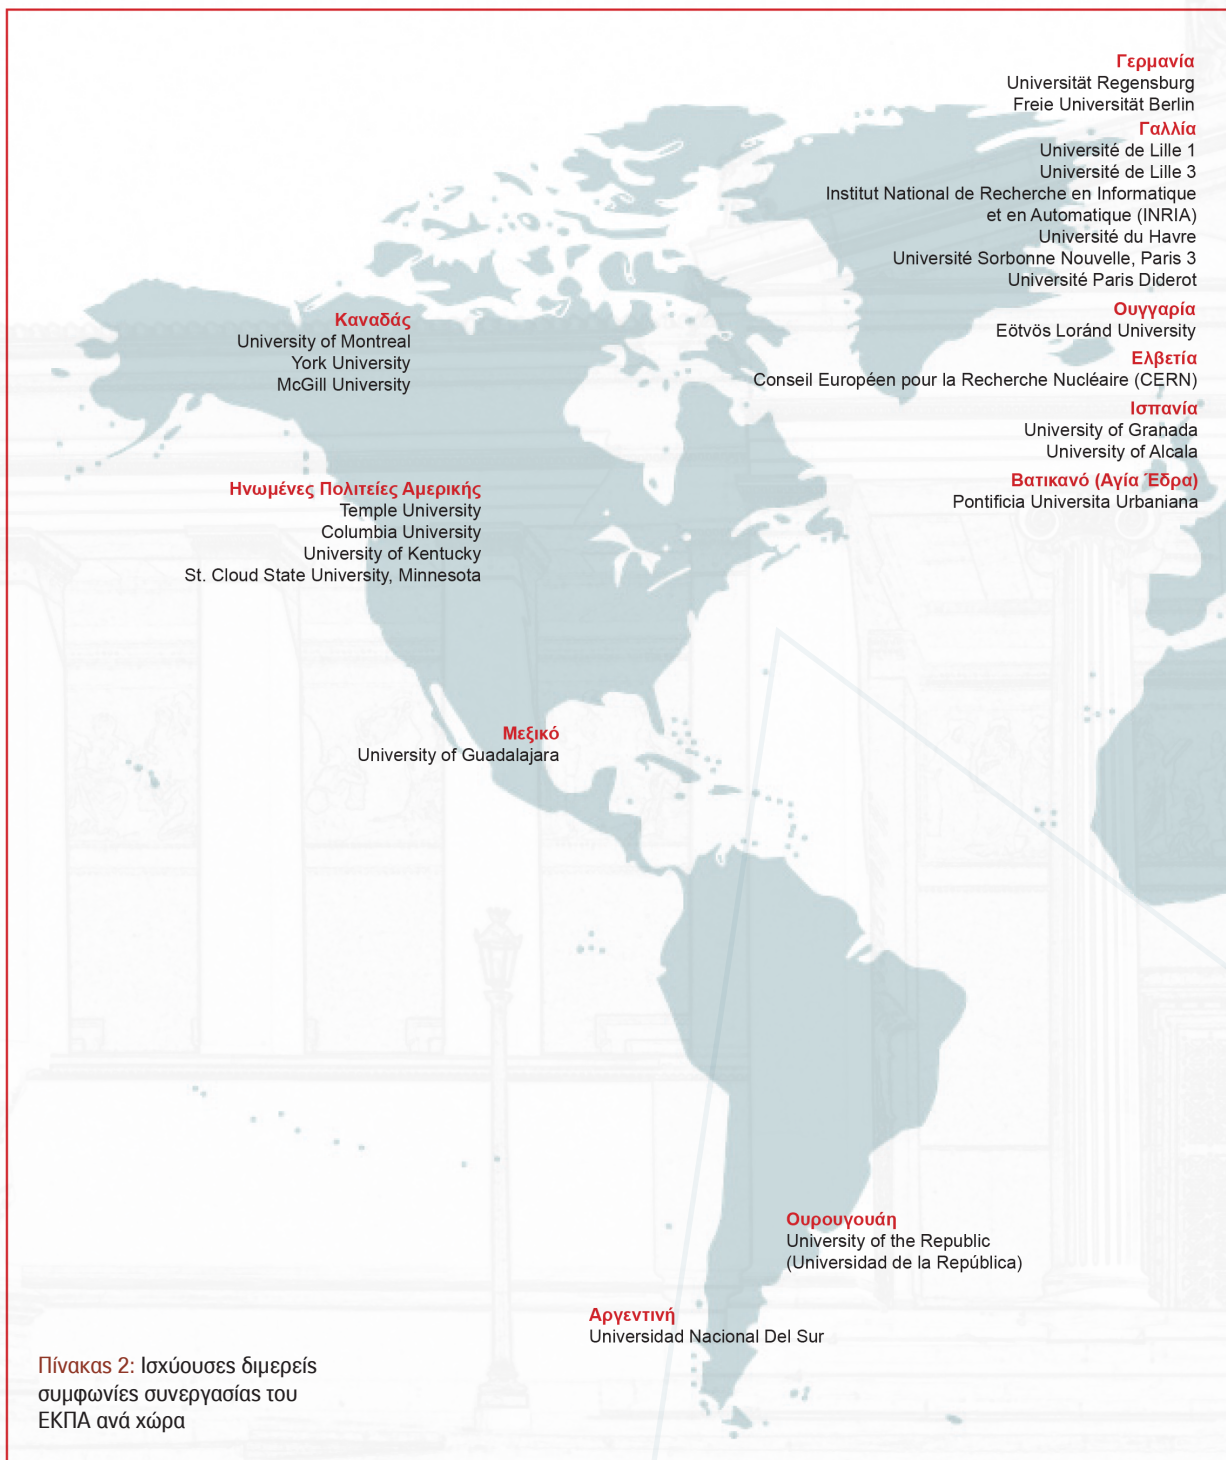 Γερμανία
Universität Regensburg
Freie Universität Berlin
Γαλλία
Université de Lille 1
Université de Lille 3
Institut National de Recherche en Informatique
et en Automatique (INRIA)
Université du Havre
Université Sorbonne Nouvelle, Paris 3
Université Paris Diderot
Ουγγαρία
Eötvös Loránd University
Ελβετία
Conseil Européen pour la Recherche Nucléaire (CERN)
Ισπανία
University of Granada
University of Alcala
Βατικανό (Αγία Έδρα)
Pontificia Universita Urbaniana
Καναδάς
University of Montreal
York University
McGill University
Ηνωμένες Πολιτείες Αμερικής
Temple University
Columbia University
University of Kentucky
St. Cloud State University, Minnesota
Μεξικό
University of Guadalajara
Ουρουγουάη
University of the Republic
(Universidad de la República)
Αργεντινή
Universidad Nacional Del Sur
Πίνακας 2: Ισχύουσες διμερείς
συμφωνίες συνεργασίας του
ΕΚΠΑ ανά χώρα